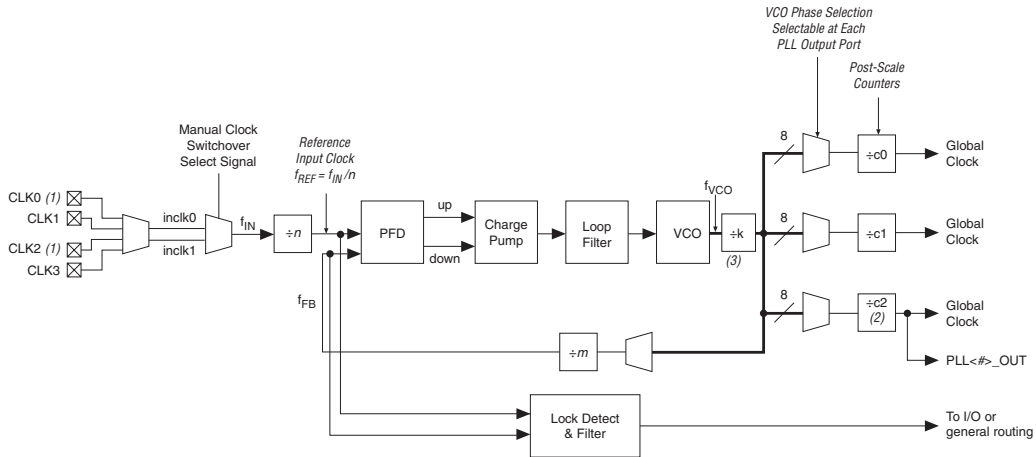 VCO Phase Selection
Selectable at Each
PLL Output Port
Post-Scale
Counters
Manual Clock
Switchover
Select Signal
Reference
Input Clock
fREF = fIN /n
CLK0 (1)
CLK1
CLK2 (1)
CLK3
inclk0
inclk1
fIN
÷n
PFD
up
down
Charge
Pump
Loop
Filter
VCO
fVCO
÷k
(3)
8
÷c0
Global
Clock
8
÷c1
Global
Clock
8
÷c2
(2)
Global
Clock
PLL<#>_OUT
fFB
÷m
Lock Detect
& Filter
To I/O or
general routing